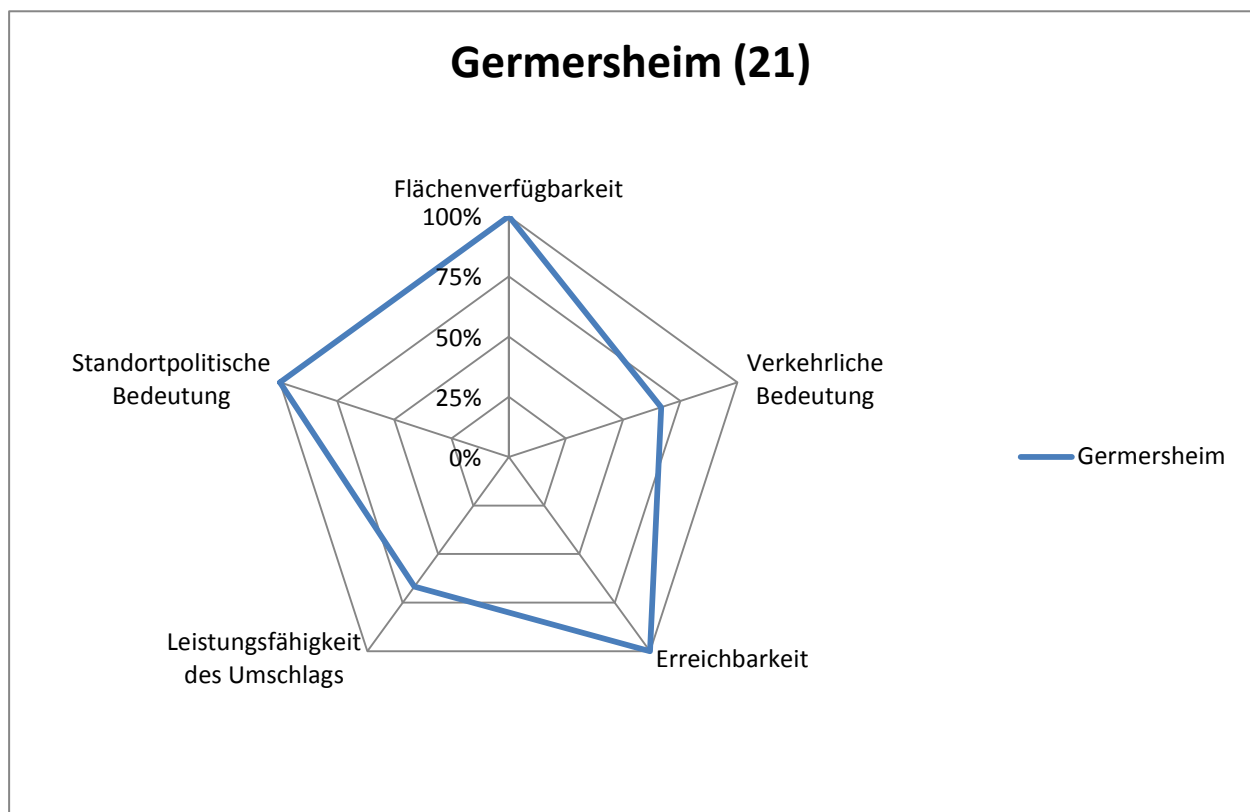 Germersheim (21)
Flächenverfügbarkeit
100%
75%
50%
25%
0%
Verkehrliche
Bedeutung
Erreichbarkeit
Leistungsfähigkeit
des Umschlags
Standortpolitische
Bedeutung
Germersheim